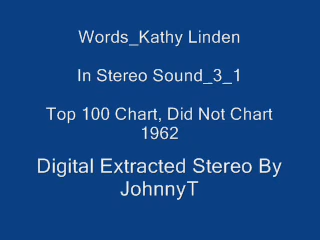 Words_Kathy Linden
In Stereo Sound_3_1
Top 100 Chart, Did Not Chart
1962
Digital Extracted Stereo By
JohnnyT